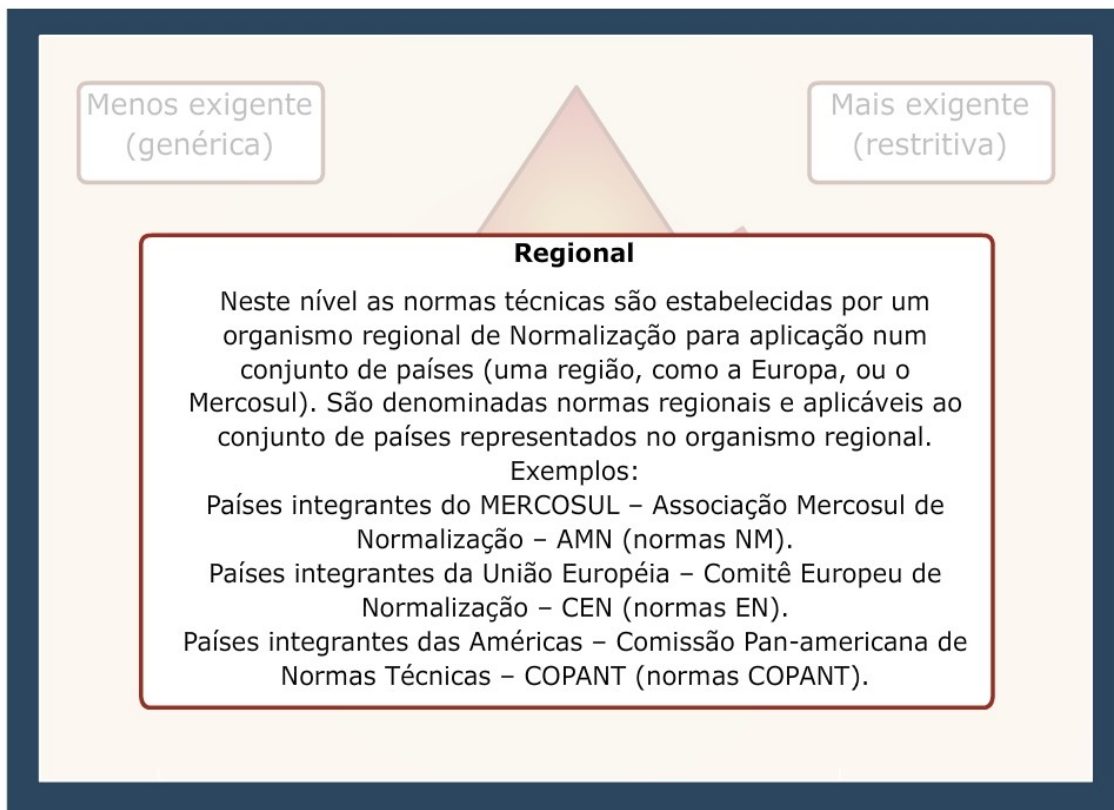 Menos exigente
(genérica)
Mais exigente
(restritiva)
Regional
Neste nível as normas técnicas são estabelecidas por um
organismo regional de Normalização para aplicação num
conjunto de países (uma região, como a Europa, ou o
Mercosul). São denominadas normas regionais e aplicáveis ao
conjunto de países representados no organismo regional.
Exemplos:
Países integrantes do MERCOSUL – Associação Mercosul de
Normalização – AMN (normas NM).
Países integrantes da União Européia – Comitê Europeu de
Normalização – CEN (normas EN).
Países integrantes das Américas – Comissão Pan-americana de
Normas Técnicas – COPANT (normas COPANT).